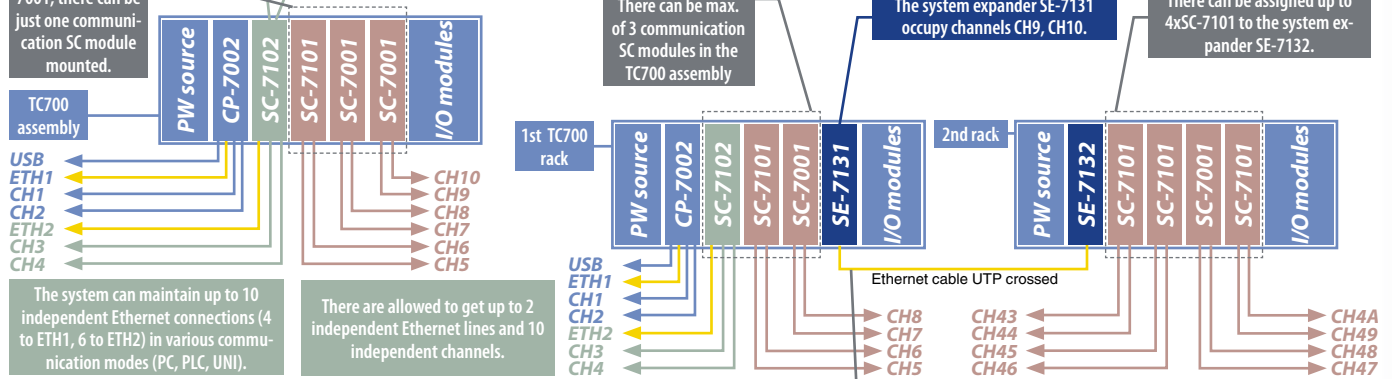 7001, there can be
just one communi-
cation SC module
mounted.
TC700
assembly
PW source
CP-7002
SC-7102
SC-7101
SC-7001
SC-7001
I/O modules
USB
ETH1
CH1
CH2
ETH2
CH3
CH4
CH10
CH9
CH8
CH7
CH6
CH5
The system can maintain up to 10
independent Ethernet connections (4
to ETH1, 6 to ETH2) in various commu-
nication modes (PC, PLC, UNI).
There are allowed to get up to 2
independent Ethernet lines and 10
independent channels.
There can be max.
of 3 communication
SC modules in the
TC700 assembly
The system expander SE-7131
occupy channels CH9, CH10.
There can be assigned up to
4xSC-7101 to the system ex-
pander SE-7132.
1st TC700
rack
PW source
CP-7002
SC-7102
SC-7101
SC-7001
SE-7131
I/O modules
2nd rack
PW source
SE-7132
SC-7101
SC-7101
SC-7001
SC-7101
I/O modules
Ethernet cable UTP crossed
USB
ETH1
CH1
CH2
ETH2
CH3
CH4
CH8
CH7
CH6
CH5
CH43
CH44
CH45
CH46
CH4A
CH49
CH48
CH47